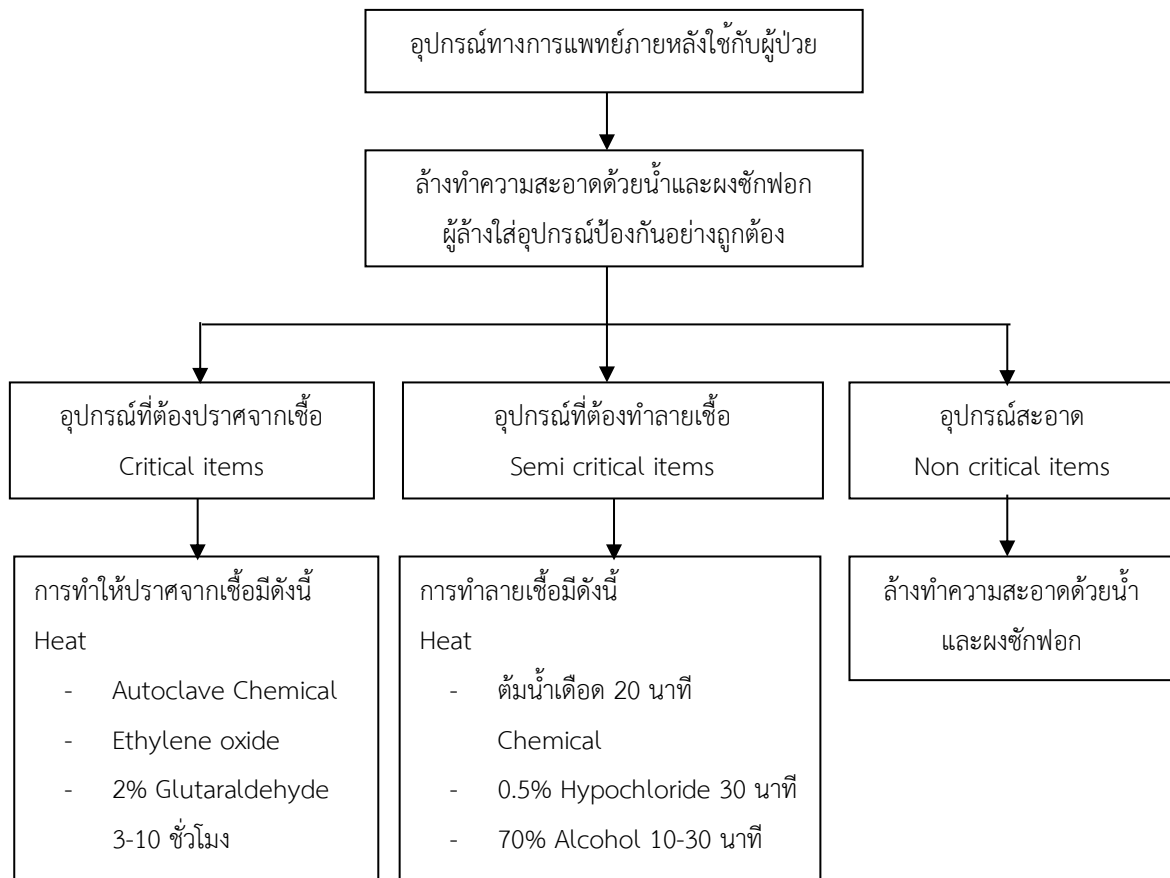 อุปกรณ์ทางการแพทย์ภายหลังใช้กับผู้ป่วย
ล้างทำความสะอาดด้วยน้ำและผงซักฟอก
ผู้ล้างใส่อุปกรณ์ป้องกันอย่างถูกต้อง
อุปกรณ์ที่ต้องปราศจากเชื้อ
Critical items
อุปกรณ์ที่ต้องทำลายเชื้อ
Semi critical items
อุปกรณ์สะอาด
Non critical items
การทำให้ปราศจากเชื้อมีดังนี้
Heat
- Autoclave Chemical
- Ethylene oxide
- 2% Glutaraldehyde
3-10 ชั่วโมง
การทำลายเชื้อมีดังนี้
Heat
- ต้มน้ำเดือด 20 นาที
Chemical
- 0.5% Hypochloride 30 นาที
- 70% Alcohol 10-30 นาที
ล้างทำความสะอาดด้วยน้ำ
และผงซักฟอก